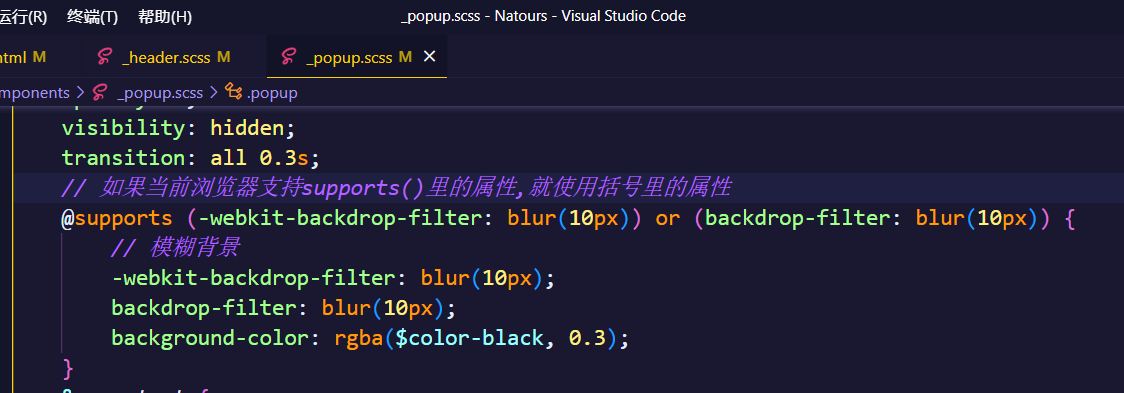 运行(R) 终端(T) 帮助(H) _popup.scss - Natours - Visual Studio Code
html M _header.scss M _popup.scss M ×
mponents > _popup.scss > .popup
visibility: hidden;
transition: all 0.3s;
// 如果当前浏览器支持supports()里的属性,就使用括号里的属性
@supports (-webkit-backdrop-filter: blur(10px)) or (backdrop-filter: blur(10px)) {
// 模糊背景
-webkit-backdrop-filter: blur(10px);
backdrop-filter: blur(10px);
background-color: rgba($color-black, 0.3);
}